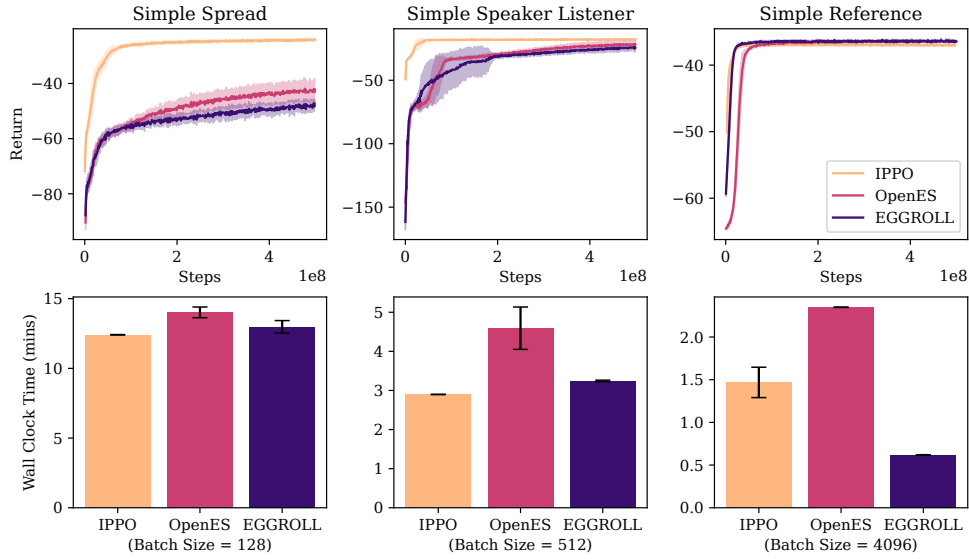 Simple Spread
Simple Speaker Listener
Simple Reference
Return
−40
−60
−80
−50
−100
−150
−40
−50
−60
IPPO
OpenES
EGGROLL
0 2 4
Steps
1e8
0 2 4
Steps
1e8
0 2 4
Steps
1e8
Wall Clock Time (mins)
15
10
5
0
5
4
3
2
1
0
2.0
1.5
1.0
0.5
0.0
IPPO OpenES EGGROLL
(Batch Size = 128)
IPPO OpenES EGGROLL
(Batch Size = 512)
IPPO OpenES EGGROLL
(Batch Size = 4096)